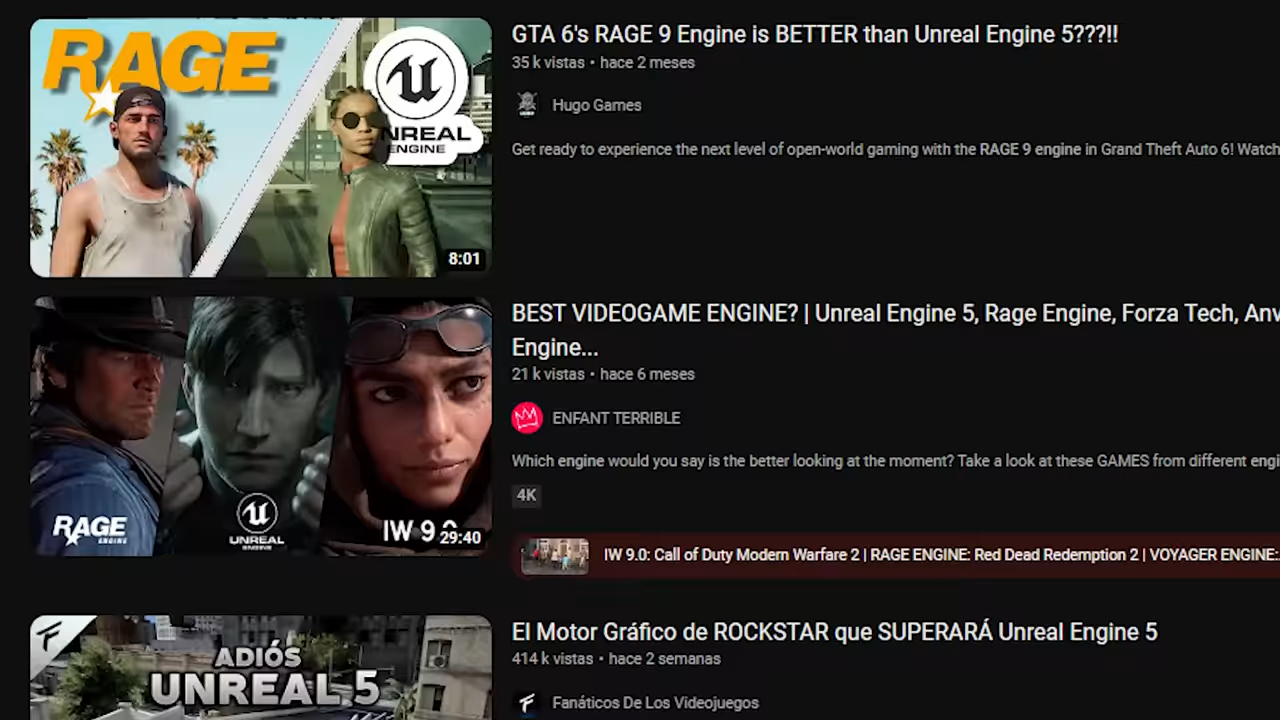 RAGE
UNREAL
ENGINE
8:01
GTA 6's RAGE 9 Engine is BETTER than Unreal Engine 5???!!
35 k vistas • hace 2 meses
Hugo Games
Get ready to experience the next level of open-world gaming with the RAGE 9 engine in Grand Theft Auto 6! Watch
RAGE
ENGINE
UNREAL
ENGINE
IW 9.0
29:40
BEST VIDEOGAME ENGINE? | Unreal Engine 5, Rage Engine, Forza Tech, Anv
Engine...
21 k vistas • hace 6 meses
ENFANT TERRIBLE
Which engine would you say is the better looking at the moment? Take a look at these GAMES from different engi
4K
IW 9.0: Call of Duty Modern Warfare 2 | RAGE ENGINE: Red Dead Redemption 2 | VOYAGER ENGINE:.
ADIÓS
UNREAL 5
El Motor Gráfico de ROCKSTAR que SUPERARÁ Unreal Engine 5
414 k vistas • hace 2 semanas
Fanáticos De Los Videojuegos